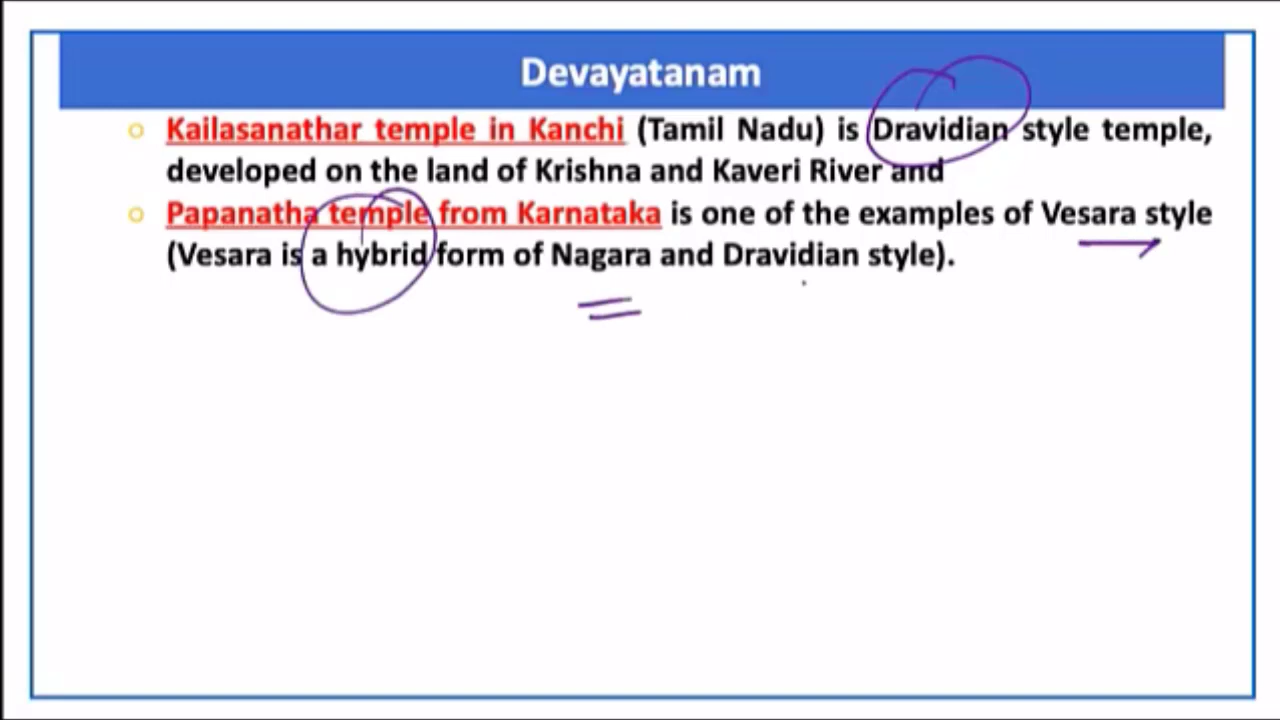 Devayatanam
Kailasanathar temple in Kanchi (Tamil Nadu) is Dravidian style temple,
developed on the land of Krishna and Kaveri River and
Papanatha temple from Karnataka is one of the examples of Vesara style
(Vesara is a hybrid form of Nagara and Dravidian style).